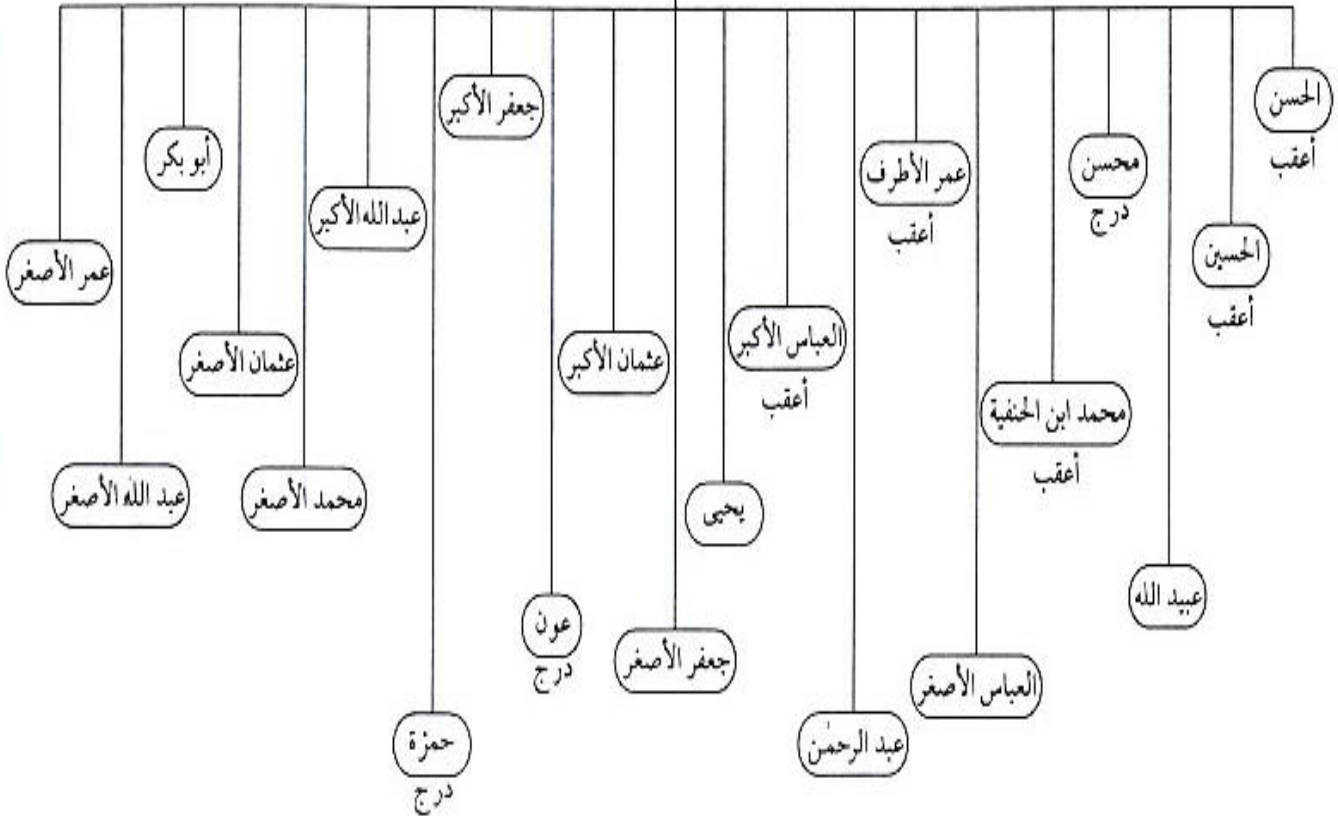 الحسن
أعقب
الحسين
أعقب
عبيد الله
محسن
درج
محمد ابن الحنفية
أعقب
العباس الأصغر
عمر الأطرف
أعقب
عبد الرحمٰن
العباس الأكبر
أعقب
يحيى
جعفر الأصغر
عثمان الأكبر
عون
درج
جعفر الأكبر
حمزة
درج
عبد الله الأكبر
محمد الأصغر
عثمان الأصغر
أبو بكر
عبد الله الأصغر
عمر الأصغر